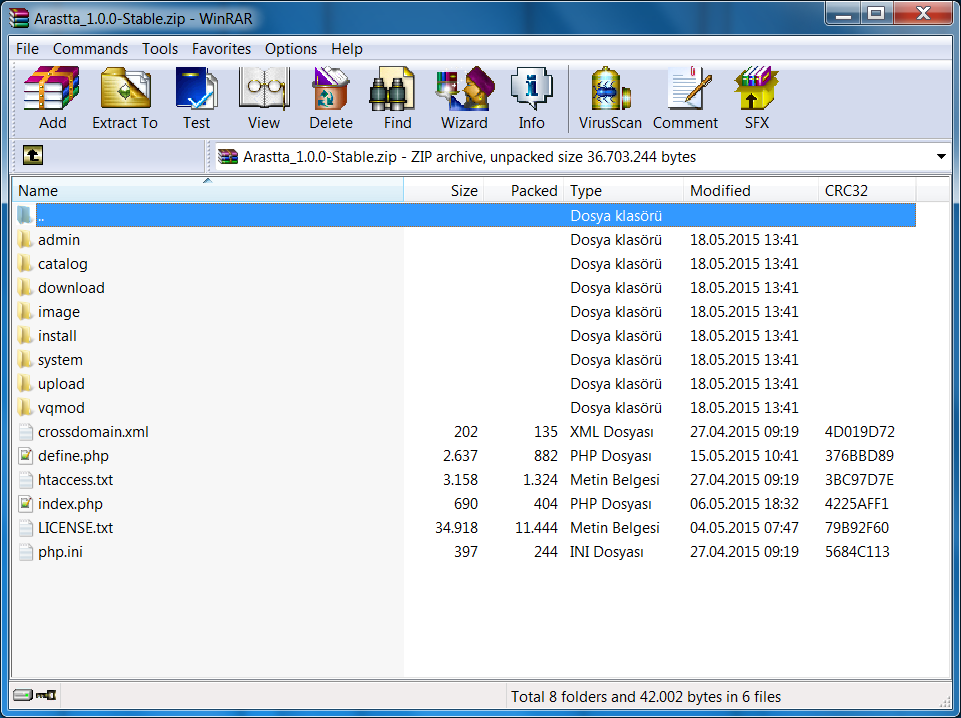 Arastta_1.0.0-Stable.zip - WinRAR
File Commands Tools Favorites Options Help
Add Extract To Test View Delete Find Wizard Info VirusScan Comment SFX
Arastta_1.0.0-Stable.zip - ZIP archive, unpacked size 36.703.244 bytes
Name Size Packed Type Modified CRC32
.. Dosya klasörü
admin Dosya klasörü 18.05.2015 13:41
catalog Dosya klasörü 18.05.2015 13:41
download Dosya klasörü 18.05.2015 13:41
image Dosya klasörü 18.05.2015 13:41
install Dosya klasörü 18.05.2015 13:41
system Dosya klasörü 18.05.2015 13:41
upload Dosya klasörü 18.05.2015 13:41
vqmod Dosya klasörü 18.05.2015 13:41
crossdomain.xml 202 135 XML Dosyası 27.04.2015 09:19 4D019D72
define.php 2.637 882 PHP Dosyası 15.05.2015 10:41 376BBD89
htaccess.txt 3.158 1.324 Metin Belgesi 27.04.2015 09:19 3BC97D7E
index.php 690 404 PHP Dosyası 06.05.2015 18:32 4225AFF1
LICENSE.txt 34.918 11.444 Metin Belgesi 04.05.2015 07:47 79B92F60
php.ini 397 244 INI Dosyası 27.04.2015 09:19 5684C113
Total 8 folders and 42.002 bytes in 6 files